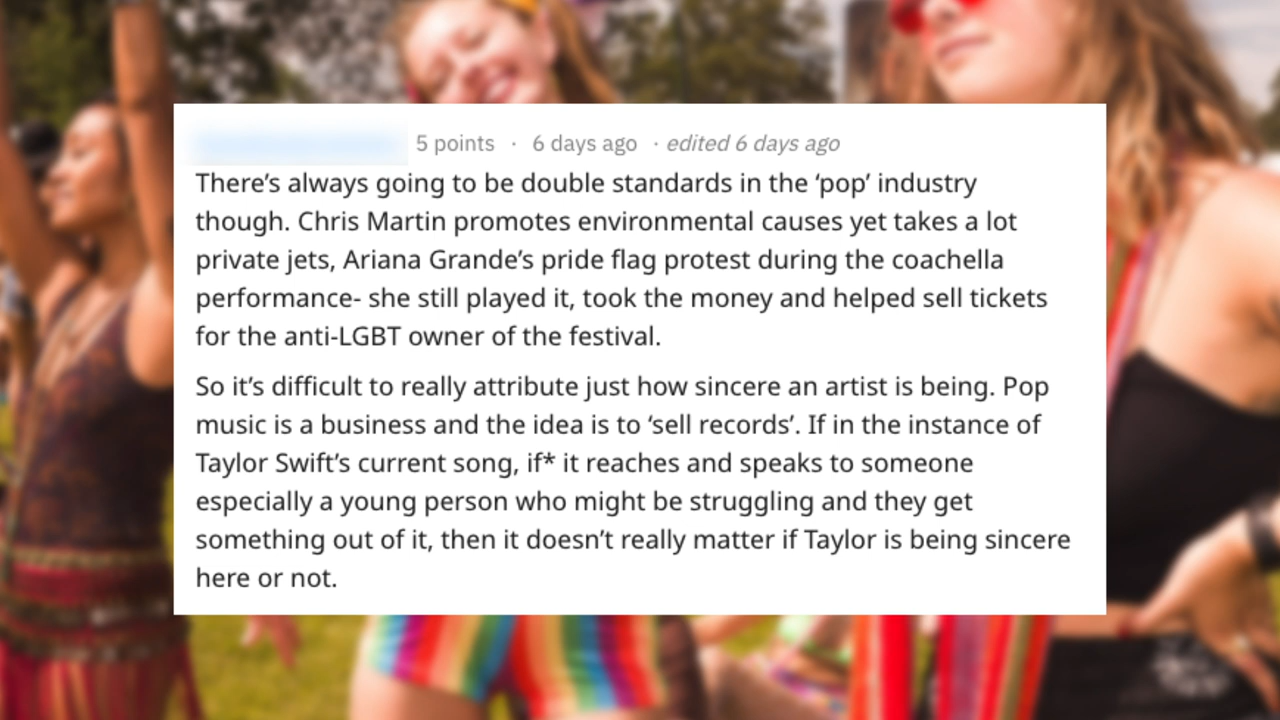 5 points · 6 days ago · edited 6 days ago
There’s always going to be double standards in the ‘pop’ industry
though. Chris Martin promotes environmental causes yet takes a lot
private jets, Ariana Grande’s pride flag protest during the coachella
performance- she still played it, took the money and helped sell tickets
for the anti-LGBT owner of the festival.
So it’s difficult to really attribute just how sincere an artist is being. Pop
music is a business and the idea is to ‘sell records’. If in the instance of
Taylor Swift’s current song, if* it reaches and speaks to someone
especially a young person who might be struggling and they get
something out of it, then it doesn’t really matter if Taylor is being sincere
here or not.